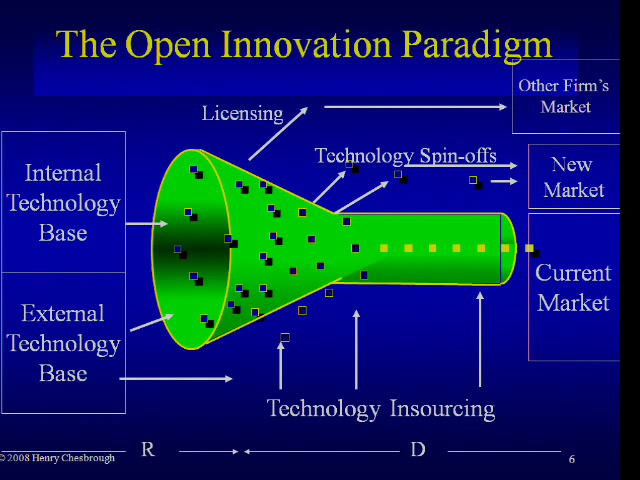 The Open Innovation Paradigm
Other Firm's
Market
Licensing
Technology Spin-offs
New
Market
Internal
Technology
Base
Current
Market
External
Technology
Base
Technology Insourcing
R
D
© 2008 Henry Chesbrough
6